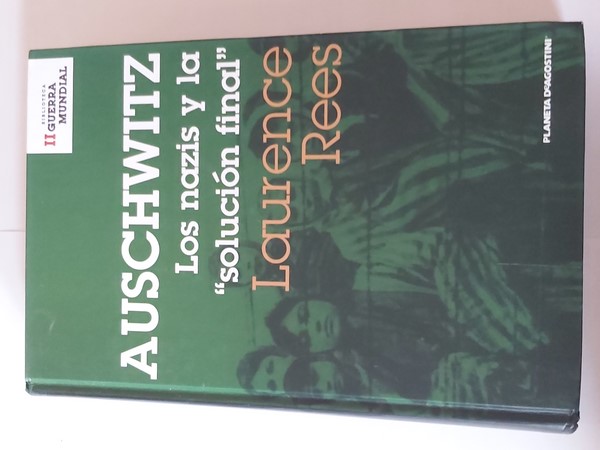 BIBLIOTECA
II GUERRA
MUNDIAL
AUSCHWITZ
Los nazis y la
“solución final”
Laurence
Rees
PLANETA DEAGOSTINI